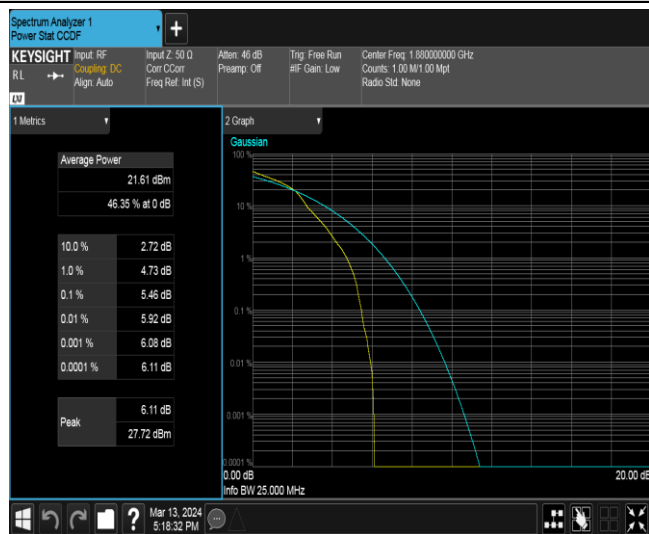 Spectrum Analyzer 1
Power Stat CCDF
+
KEYSIGHT
RL
Input: RF
Coupling: DC
Align: Auto
Input Z: 50 Ω
Corr CCorr
Freq Ref: Int (S)
Atten: 46 dB
Preamp: Off
Trig: Free Run
#IF Gain: Low
Center Freq: 1.880000000 GHz
Counts: 1.00 M/1.00 Mpt
Radio Std: None
LXI
1 Metrics
Average Power
21.61 dBm
46.35 % at 0 dB
10.0 % 2.72 dB
1.0 % 4.73 dB
0.1 % 5.46 dB
0.01 % 5.92 dB
0.001 % 6.08 dB
0.0001 % 6.11 dB
Peak
6.11 dB
27.72 dBm
2 Graph
Gaussian
100 %
10 %
1 %
0.1 %
0.01 %
0.001 %
0.0001 %
0.00 dB 20.00 dB
Info BW 25.000 MHz
?
Mar 13, 2024
5:18:32 PM